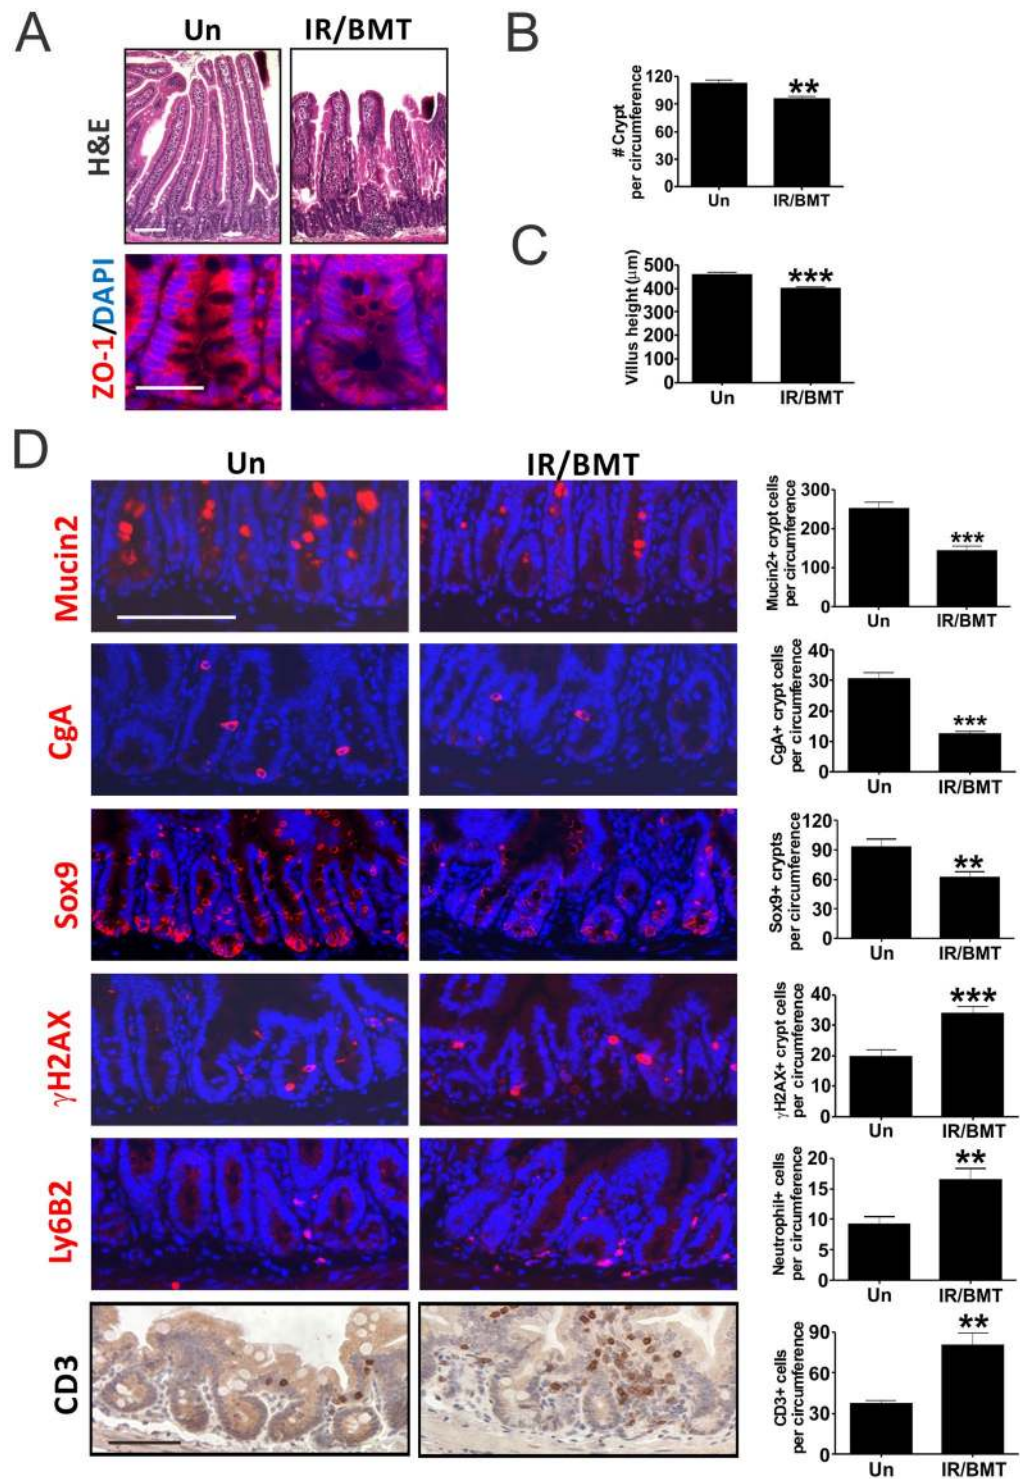 A
Un
IR/BMT
H&E
ZO-1/DAPI
B
# Crypt
per circumference
120
90
60
30
0
**
Un
IR/BMT
C
Villus height (μm)
500
400
300
200
100
0
***
Un
IR/BMT
D
Un
IR/BMT
Mucin2
Mucin2+ crypt cells
per circumference
300
200
100
0
***
Un
IR/BMT
CgA
CgA+ crypt cells
per circumference
40
30
20
10
0
***
Un
IR/BMT
Sox9
Sox9+ crypts
per circumference
120
90
60
30
0
**
Un
IR/BMT
γH2AX
γH2AX+ crypt cells
per circumference
40
30
20
10
0
***
Un
IR/BMT
Ly6B2
Neutrophil+ cells
per circumference
20
15
10
5
0
**
Un
IR/BMT
CD3
CD3+ cells
per circumference
90
60
30
0
**
Un
IR/BMT